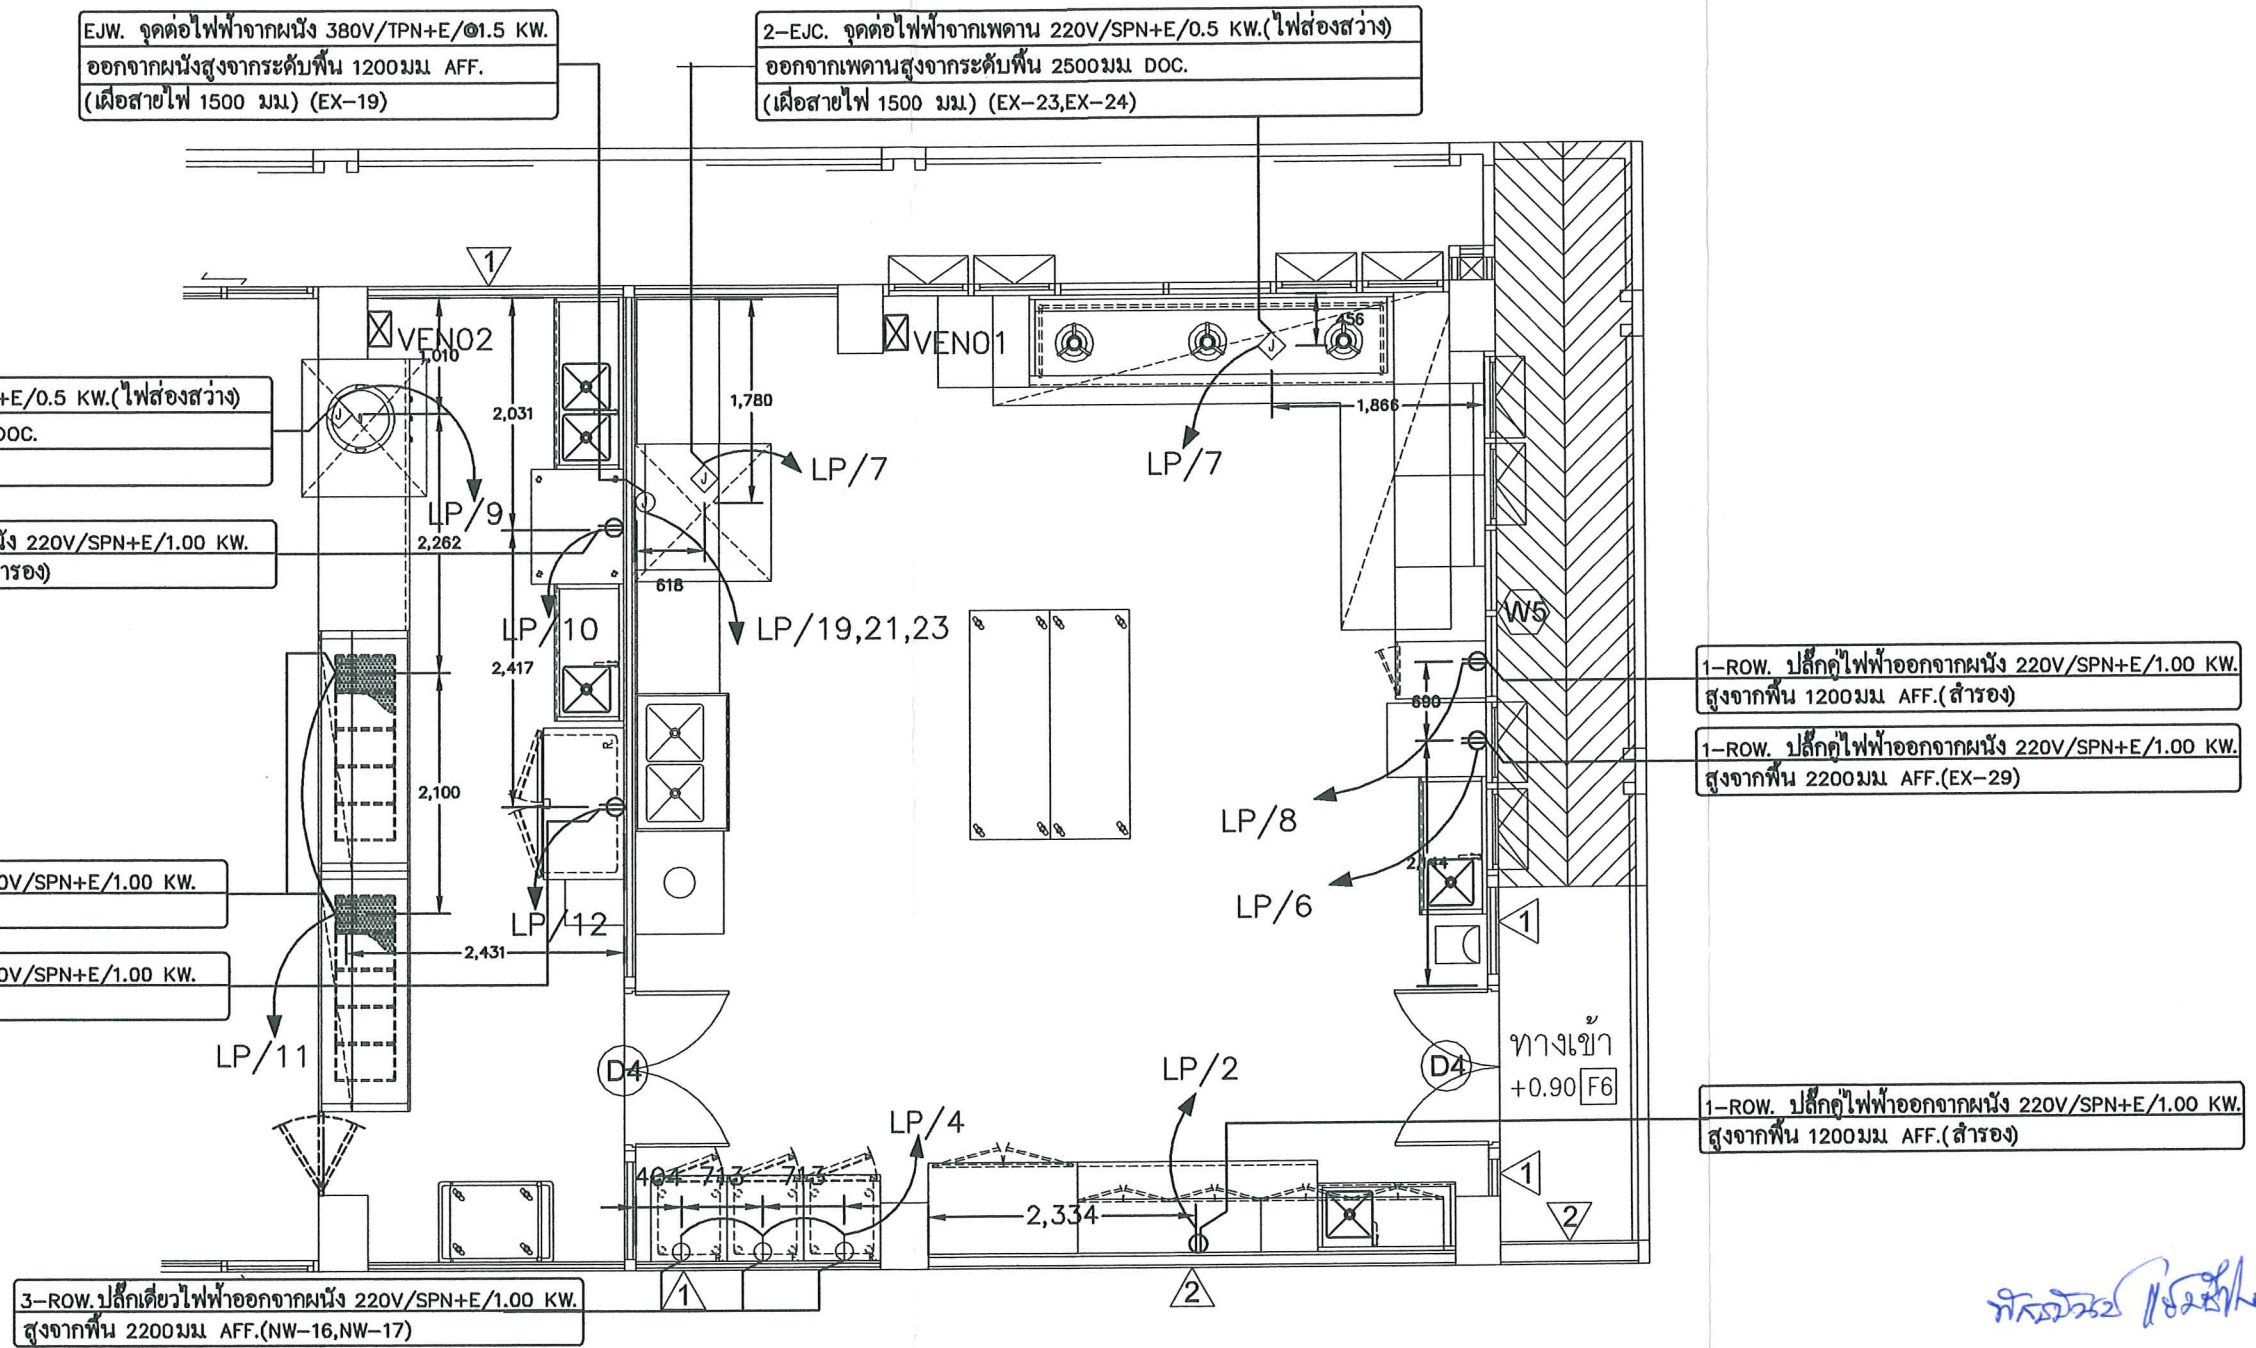 EJW. จุดต่อไฟฟ้าจากผนัง 380V/TPN+E/@1.5 KW.
ออกจากผนังสูงจากระดับพื้น 1200มม AFF.
(เผื่อสายไฟ 1500 มม) (EX-19)
2-EJC. จุดต่อไฟฟ้าจากเพดาน 220V/SPN+E/0.5 KW.(ไฟส่องสว่าง)
ออกจากเพดานสูงจากระดับพื้น 2500มม DOC.
(เผื่อสายไฟ 1500 มม) (EX-23,EX-24)
1
VEN02
VEN01
1,010
456
+E/0.5 KW.(ไฟส่องสว่าง)
DOC.
J
J
J
J
2,031
1,780
1,866
LP/7
LP/7
LP/9
2,262
นัง 220V/SPN+E/1.00 KW.
ำรอง)
618
LP/10
LP/19,21,23
W5
2,417
1-ROW. ปลั๊กคู่ไฟฟ้าออกจากผนัง 220V/SPN+E/1.00 KW.
สูงจากพื้น 1200มม AFF.(สำรอง)
690
R.
1-ROW. ปลั๊กคู่ไฟฟ้าออกจากผนัง 220V/SPN+E/1.00 KW.
สูงจากพื้น 2200มม AFF.(EX-29)
2,100
LP/8
0V/SPN+E/1.00 KW.
LP/6
LP/12
1
2,431
0V/SPN+E/1.00 KW.
LP/11
D4
D4
ทางเข้า
+0.90 F6
LP/2
LP/4
1-ROW. ปลั๊กคู่ไฟฟ้าออกจากผนัง 220V/SPN+E/1.00 KW.
สูงจากพื้น 1200มม AFF.(สำรอง)
713
1
2,334
2
3-ROW.ปลั๊กเดี่ยวไฟฟ้าออกจากผนัง 220V/SPN+E/1.00 KW.
สูงจากพื้น 2200มม AFF.(NW-16,NW-17)
1
2